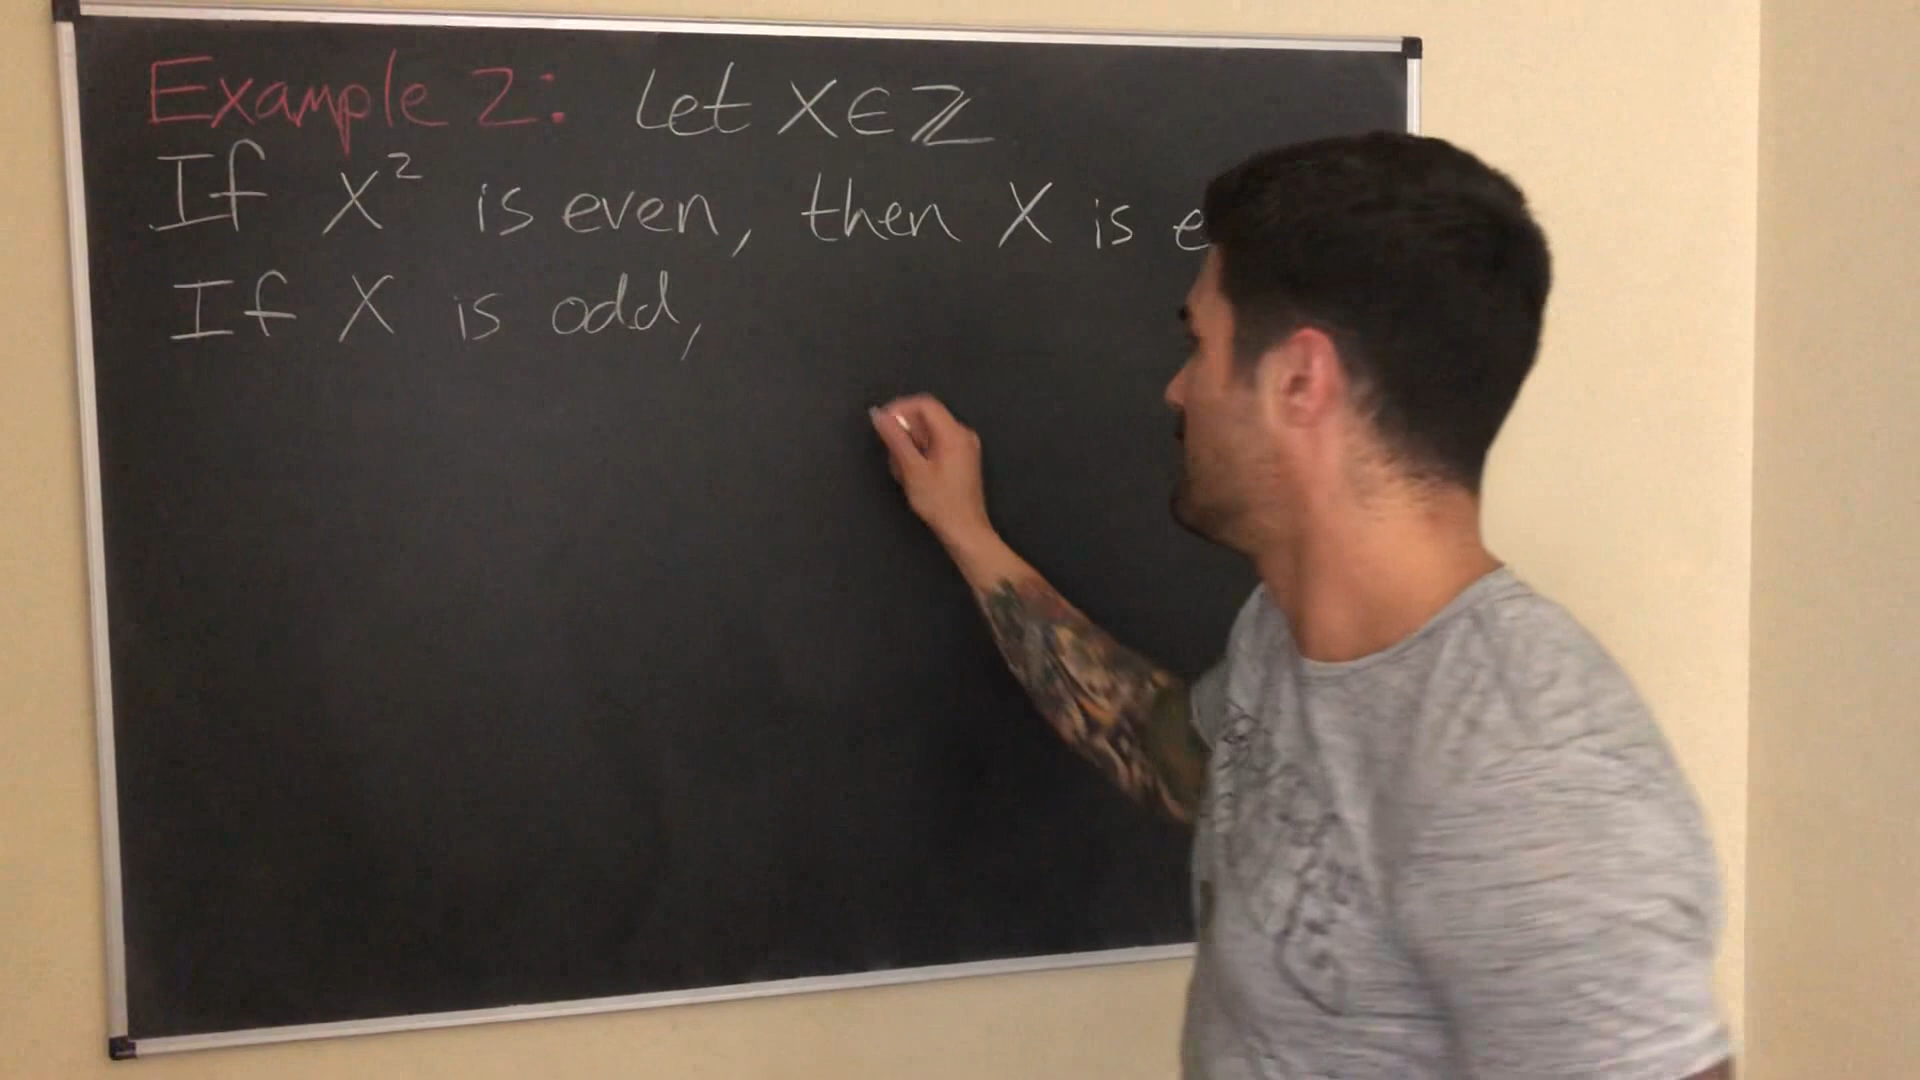 Example 2: Let X∈ℤ
If X² is even, then X is
If X is odd,